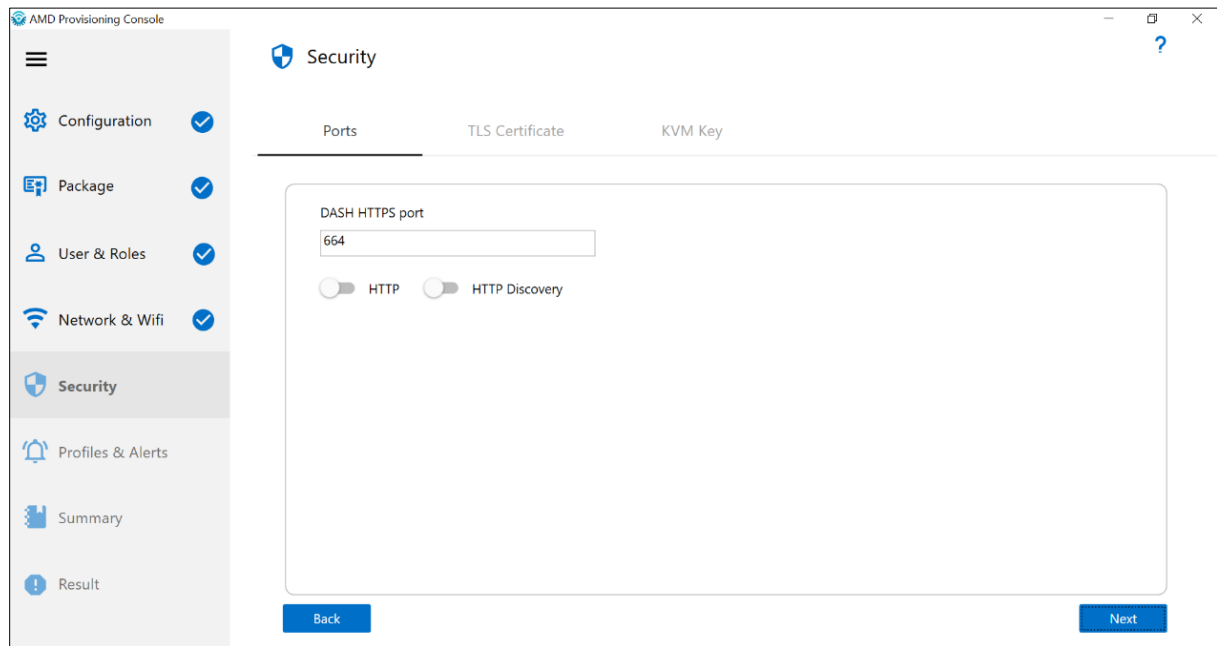 AMD Provisioning Console
?
Security
Configuration
Ports TLS Certificate KVM Key
Package
DASH HTTPS port
664
User & Roles
HTTP HTTP Discovery
Network & Wifi
Security
Profiles & Alerts
Summary
Result
Back Next